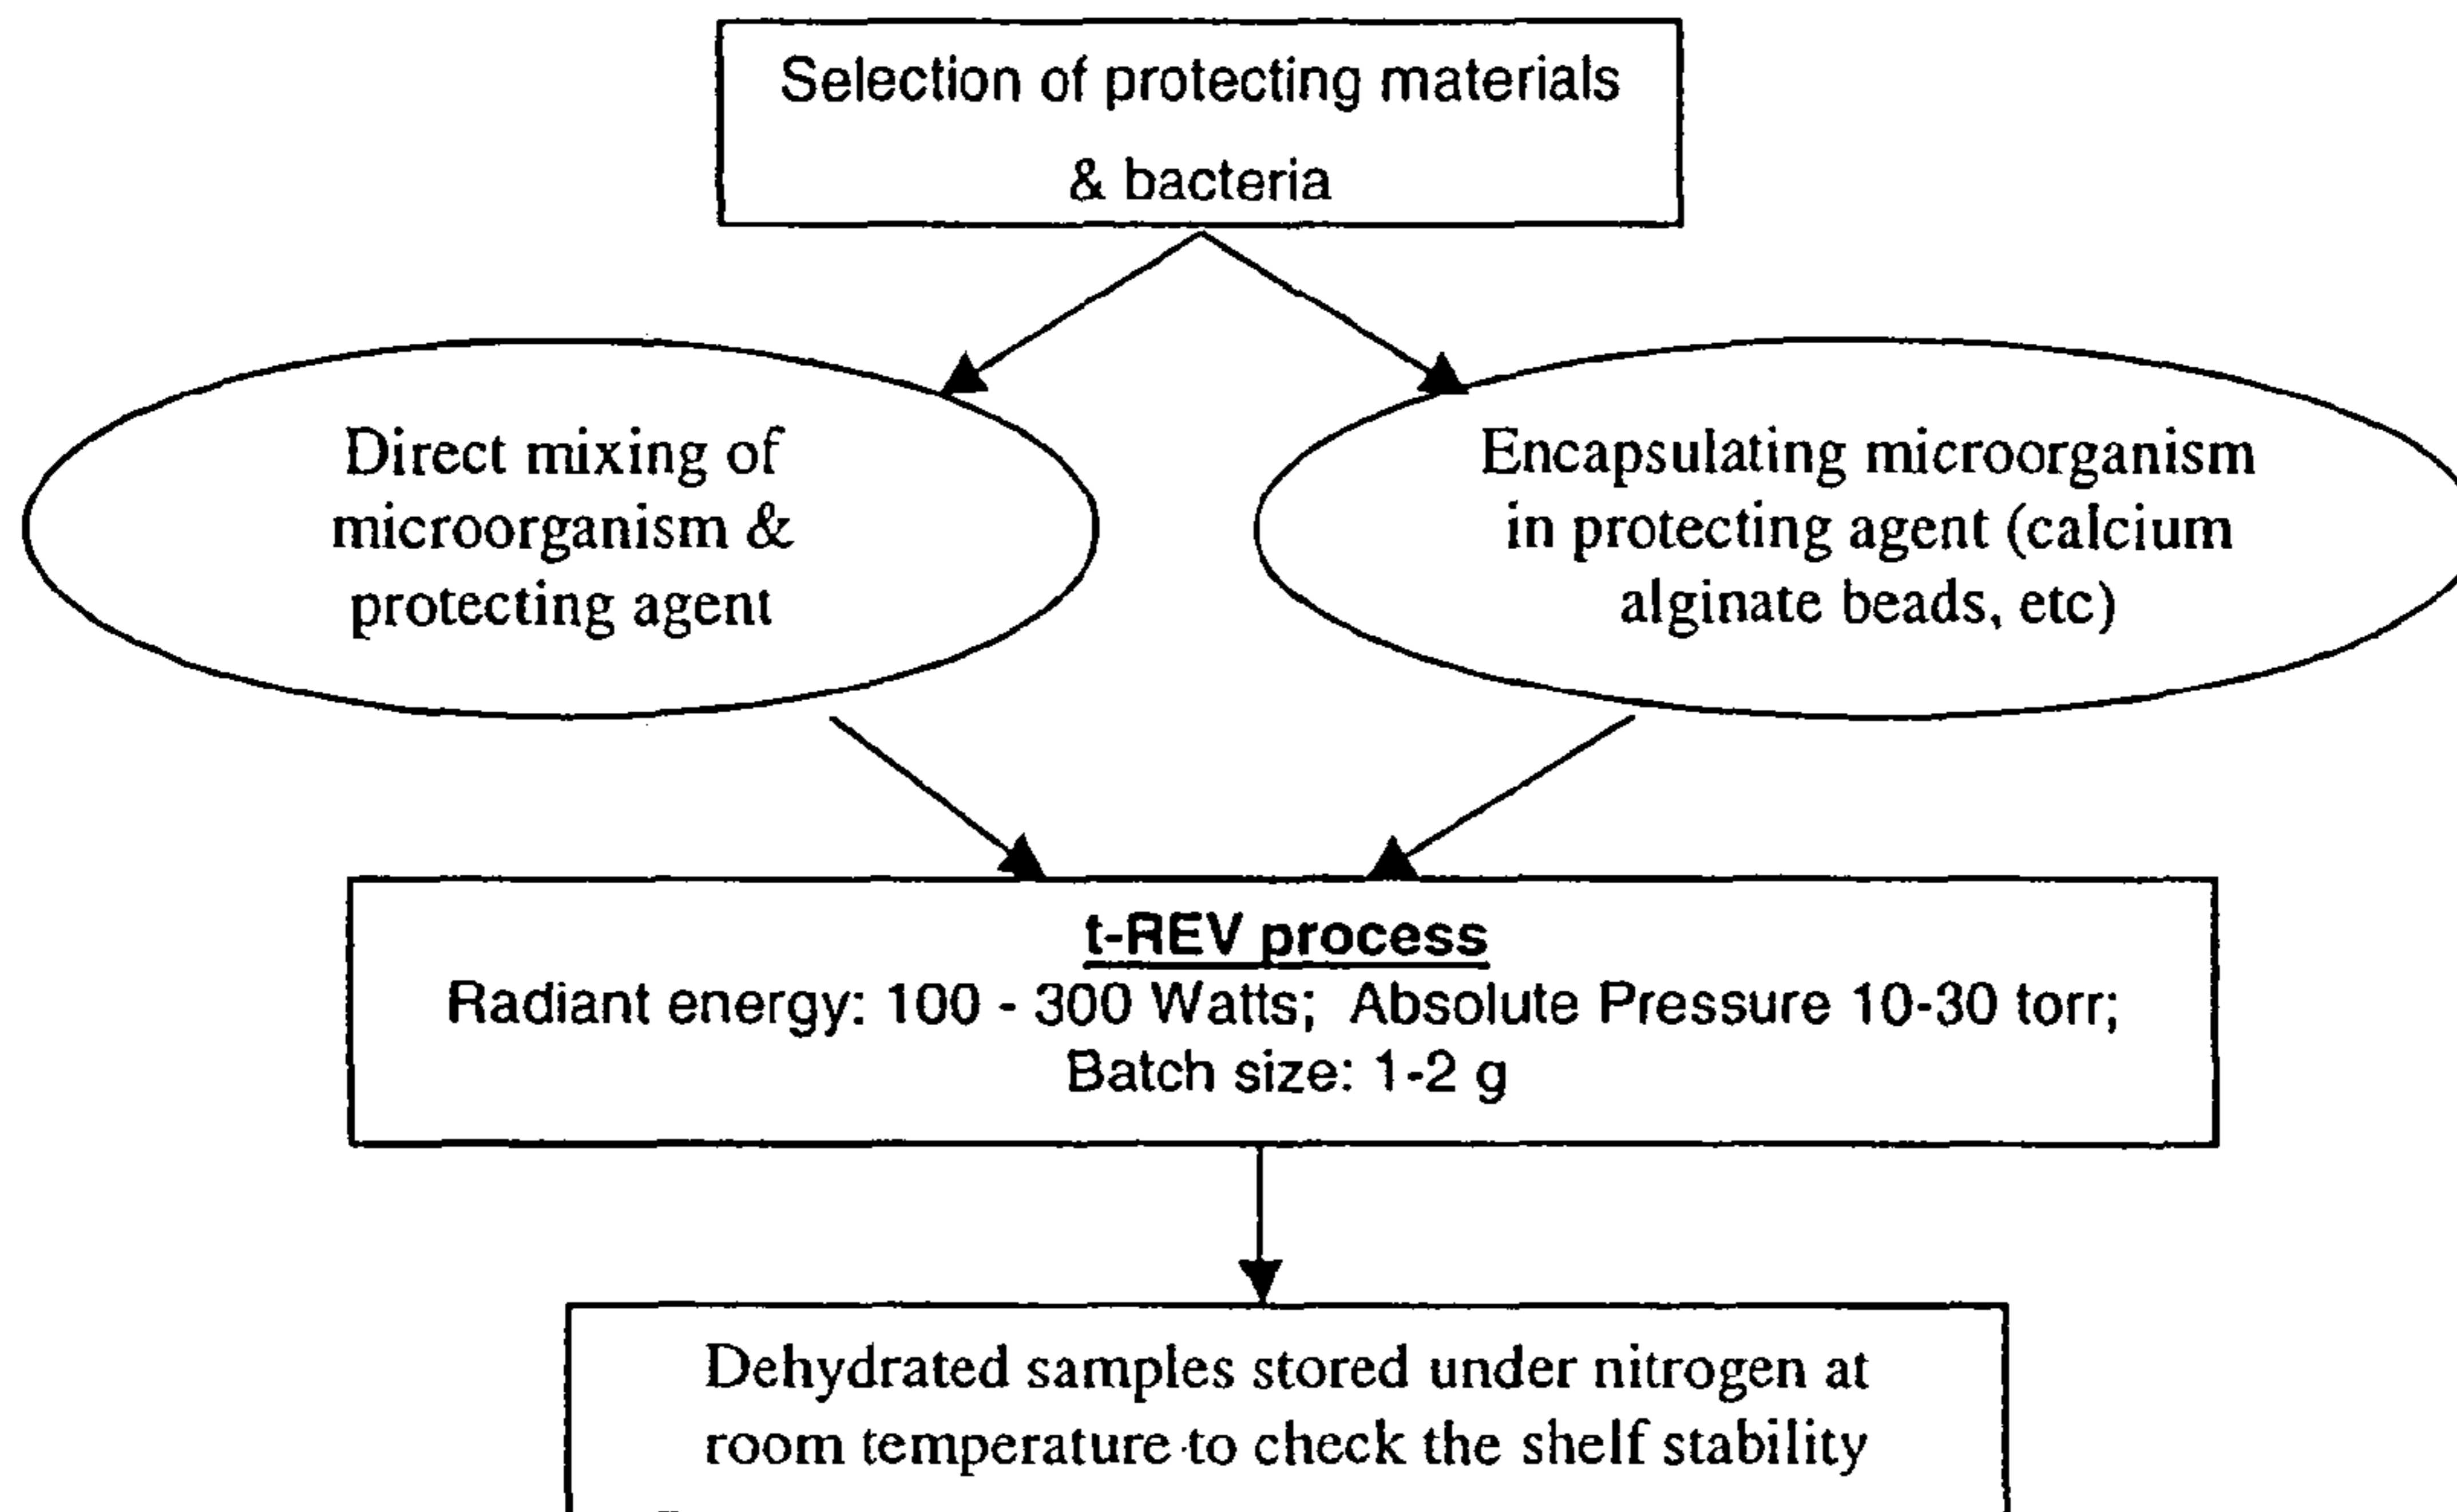 Selection of protecting materials
& bacteria
Direct mixing of
microorganism &
protecting agent
Encapsulating microorganism
in protecting agent (calcium
alginate beads, etc)
t-REV process
Radiant energy: 100 - 300 Watts; Absolute Pressure 10-30 torr;
Batch size: 1-2 g
Dehydrated samples stored under nitrogen at
room temperature to check the shelf stability